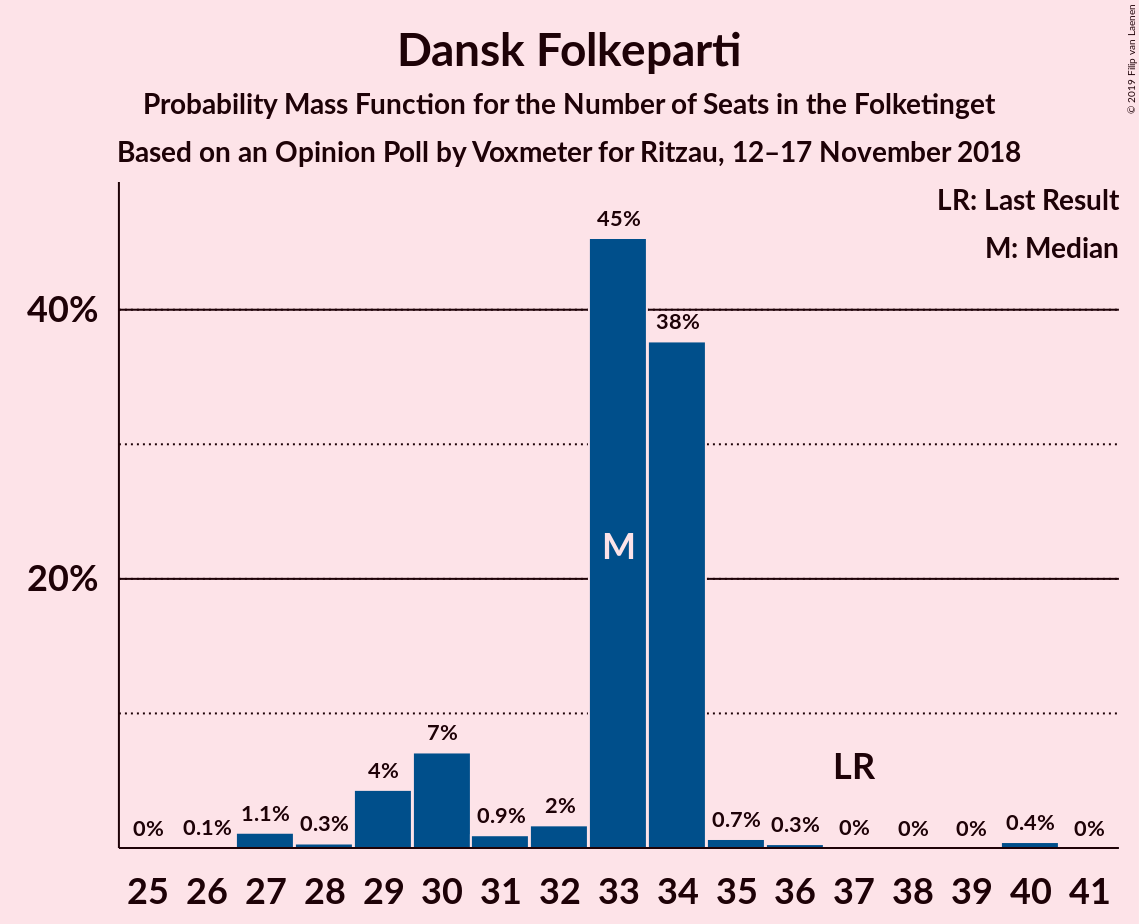 Dansk Folkeparti
Probability Mass Function for the Number of Seats in the Folketinget
Based on an Opinion Poll by Voxmeter for Ritzau, 12–17 November 2018
© 2019 Filip van Laenen
LR: Last Result
M: Median
45%
40%
38%
M
20%
7%
LR
4%
0%
0.1%
1.1%
0.3%
0.9%
2%
0.7%
0.3%
0%
0%
0%
0.4%
0%
25 26 27 28 29 30 31 32 33 34 35 36 37 38 39 40 41